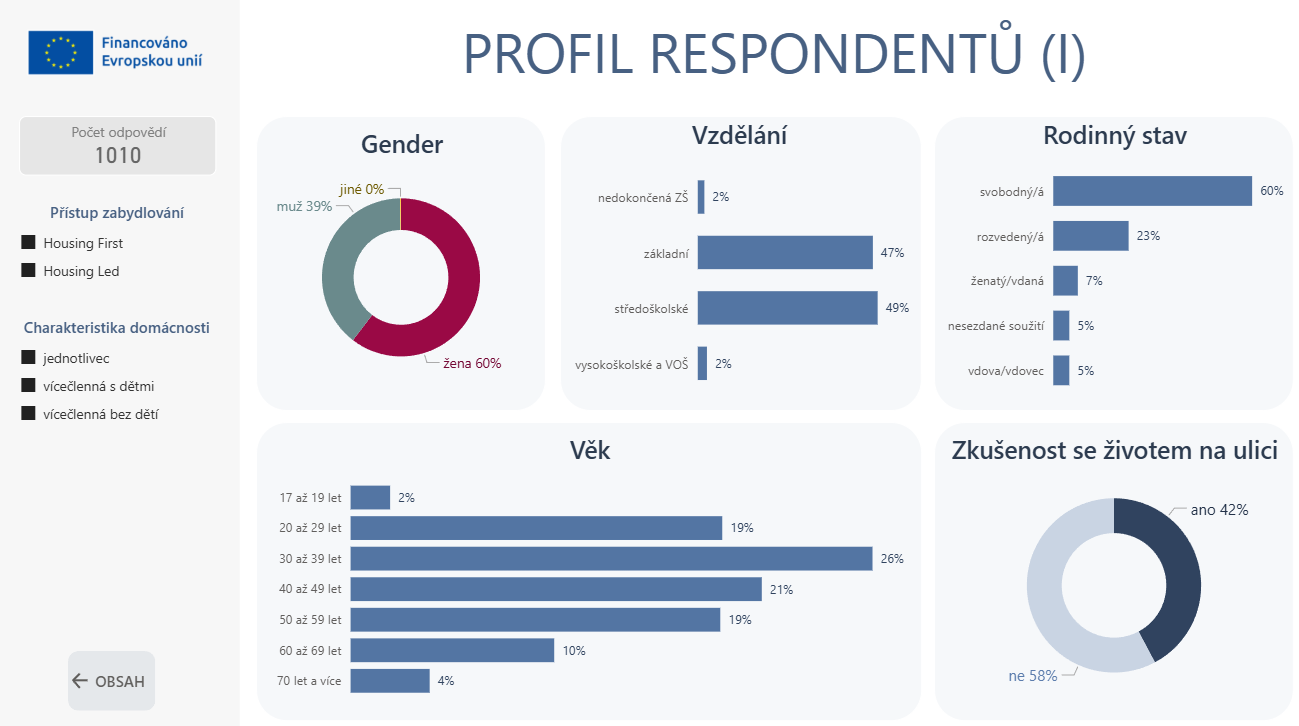 Financováno
Evropskou unií
PROFIL RESPONDENTŮ (I)
Počet odpovědí
1010
Přístup zabydlování
Housing First
Housing Led
Charakteristika domácnosti
jednotlivec
vícečlenná s dětmi
vícečlenná bez dětí
OBSAH
Gender
jiné 0%
muž 39%
žena 60%
Vzdělání
nedokončená ZŠ 2%
základní 47%
středoškolské 49%
vysokoškolské a VOŠ 2%
Rodinný stav
svobodný/á 60%
rozvedený/á 23%
ženatý/vdaná 7%
nesezdané soužití 5%
vdova/vdovec 5%
Věk
17 až 19 let 2%
20 až 29 let 19%
30 až 39 let 26%
40 až 49 let 21%
50 až 59 let 19%
60 až 69 let 10%
70 let a více 4%
Zkušenost se životem na ulici
ano 42%
ne 58%